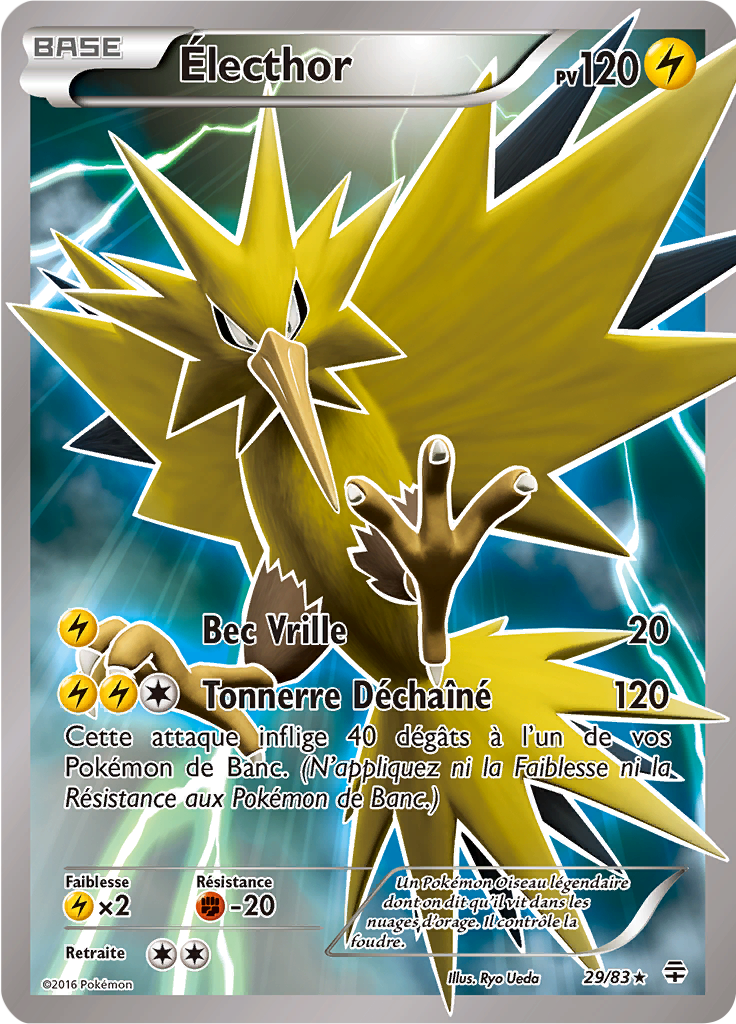 BASE
Électhor
PV120
Bec Vrille 20
Tonnerre Déchaîné 120
Cette attaque inflige 40 dégâts à l'un de vos
Pokémon de Banc. (N'appliquez ni la Faiblesse ni la
Résistance aux Pokémon de Banc.)
Faiblesse
×2
Résistance
-20
Retraite
Un Pokémon Oiseau légendaire
dont on dit qu'il vit dans les
nuages d'orage. Il contrôle la
foudre.
©2016 Pokémon
Illus. Ryo Ueda
29/83